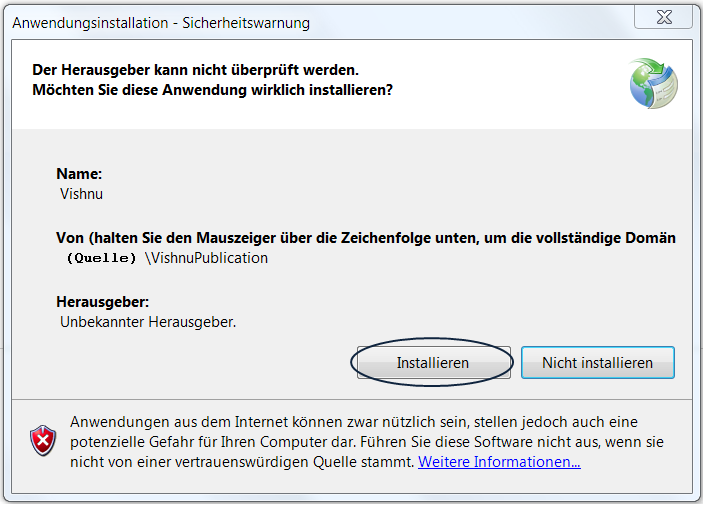 Anwendungsinstallation - Sicherheitswarnung
Der Herausgeber kann nicht überprüft werden.
Möchten Sie diese Anwendung wirklich installieren?
Name:
Vishnu
Von (halten Sie den Mauszeiger über die Zeichenfolge unten, um die vollständige Domän
(Quelle) \VishnuPublication
Herausgeber:
Unbekannter Herausgeber.
Installieren Nicht installieren
Anwendungen aus dem Internet können zwar nützlich sein, stellen jedoch auch eine
potenzielle Gefahr für Ihren Computer dar. Führen Sie diese Software nicht aus, wenn sie
nicht von einer vertrauenswürdigen Quelle stammt. Weitere Informationen...